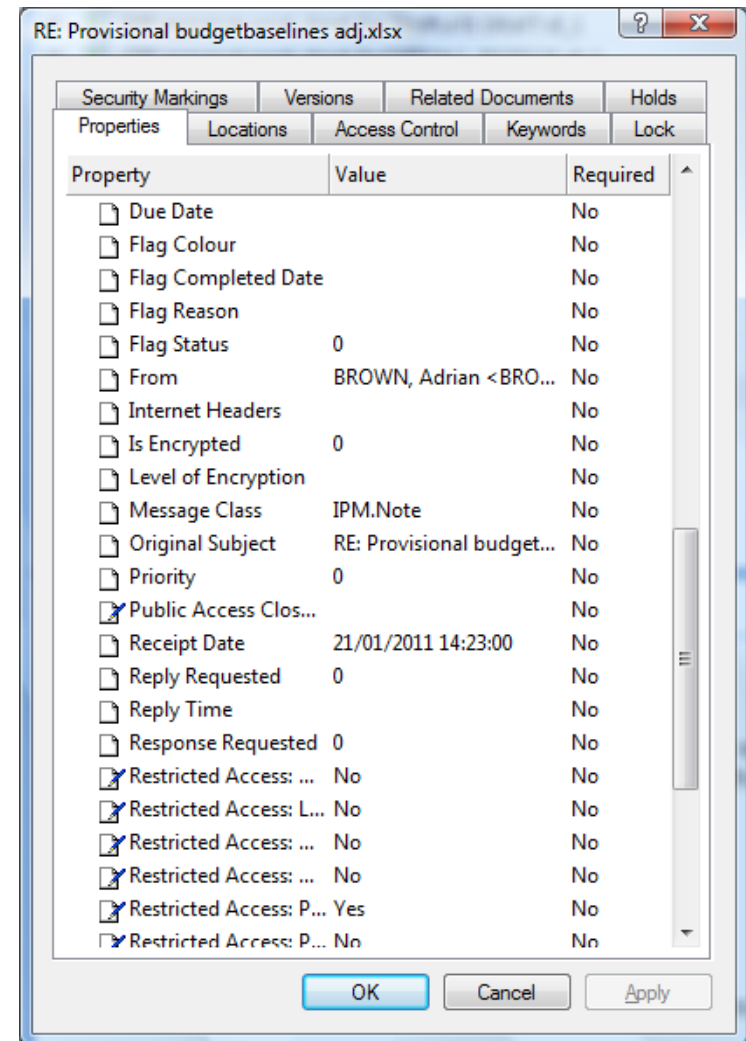 RE: Provisional budgetbaselines adj.xlsx
Security Markings Versions Related Documents Holds
Properties Locations Access Control Keywords Lock
Property Value Required
Due Date No
Flag Colour No
Flag Completed Date No
Flag Reason No
Flag Status 0 No
From BROWN, Adrian <BRO... No
Internet Headers No
Is Encrypted 0 No
Level of Encryption No
Message Class IPM.Note No
Original Subject RE: Provisional budget... No
Priority 0 No
Public Access Clos... No
Receipt Date 21/01/2011 14:23:00 No
Reply Requested 0 No
Reply Time No
Response Requested 0 No
Restricted Access: ... No No
Restricted Access: L... No No
Restricted Access: ... No No
Restricted Access: ... No No
Restricted Access: P... Yes No
Restricted Access: P... No No
OK Cancel Apply